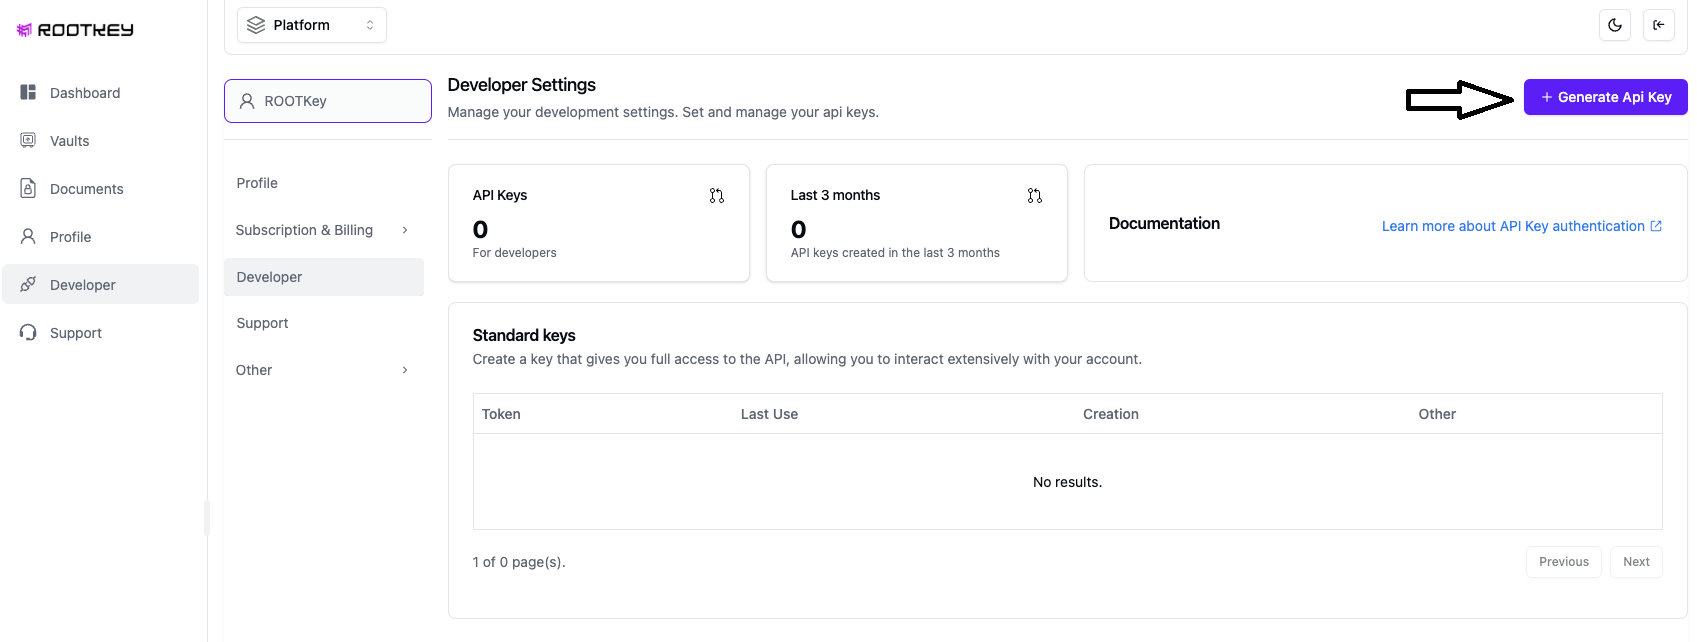 ROOTKEY
Platform
Dashboard
Vaults
Documents
Profile
Developer
Support
ROOTKey
Profile
Subscription & Billing
Developer
Support
Other
Developer Settings
Manage your development settings. Set and manage your api keys.
+ Generate Api Key
API Keys
0
For developers
Last 3 months
0
API keys created in the last 3 months
Documentation
Learn more about API Key authentication
Standard keys
Create a key that gives you full access to the API, allowing you to interact extensively with your account.
Token Last Use Creation Other
No results.
1 of 0 page(s).
Previous Next